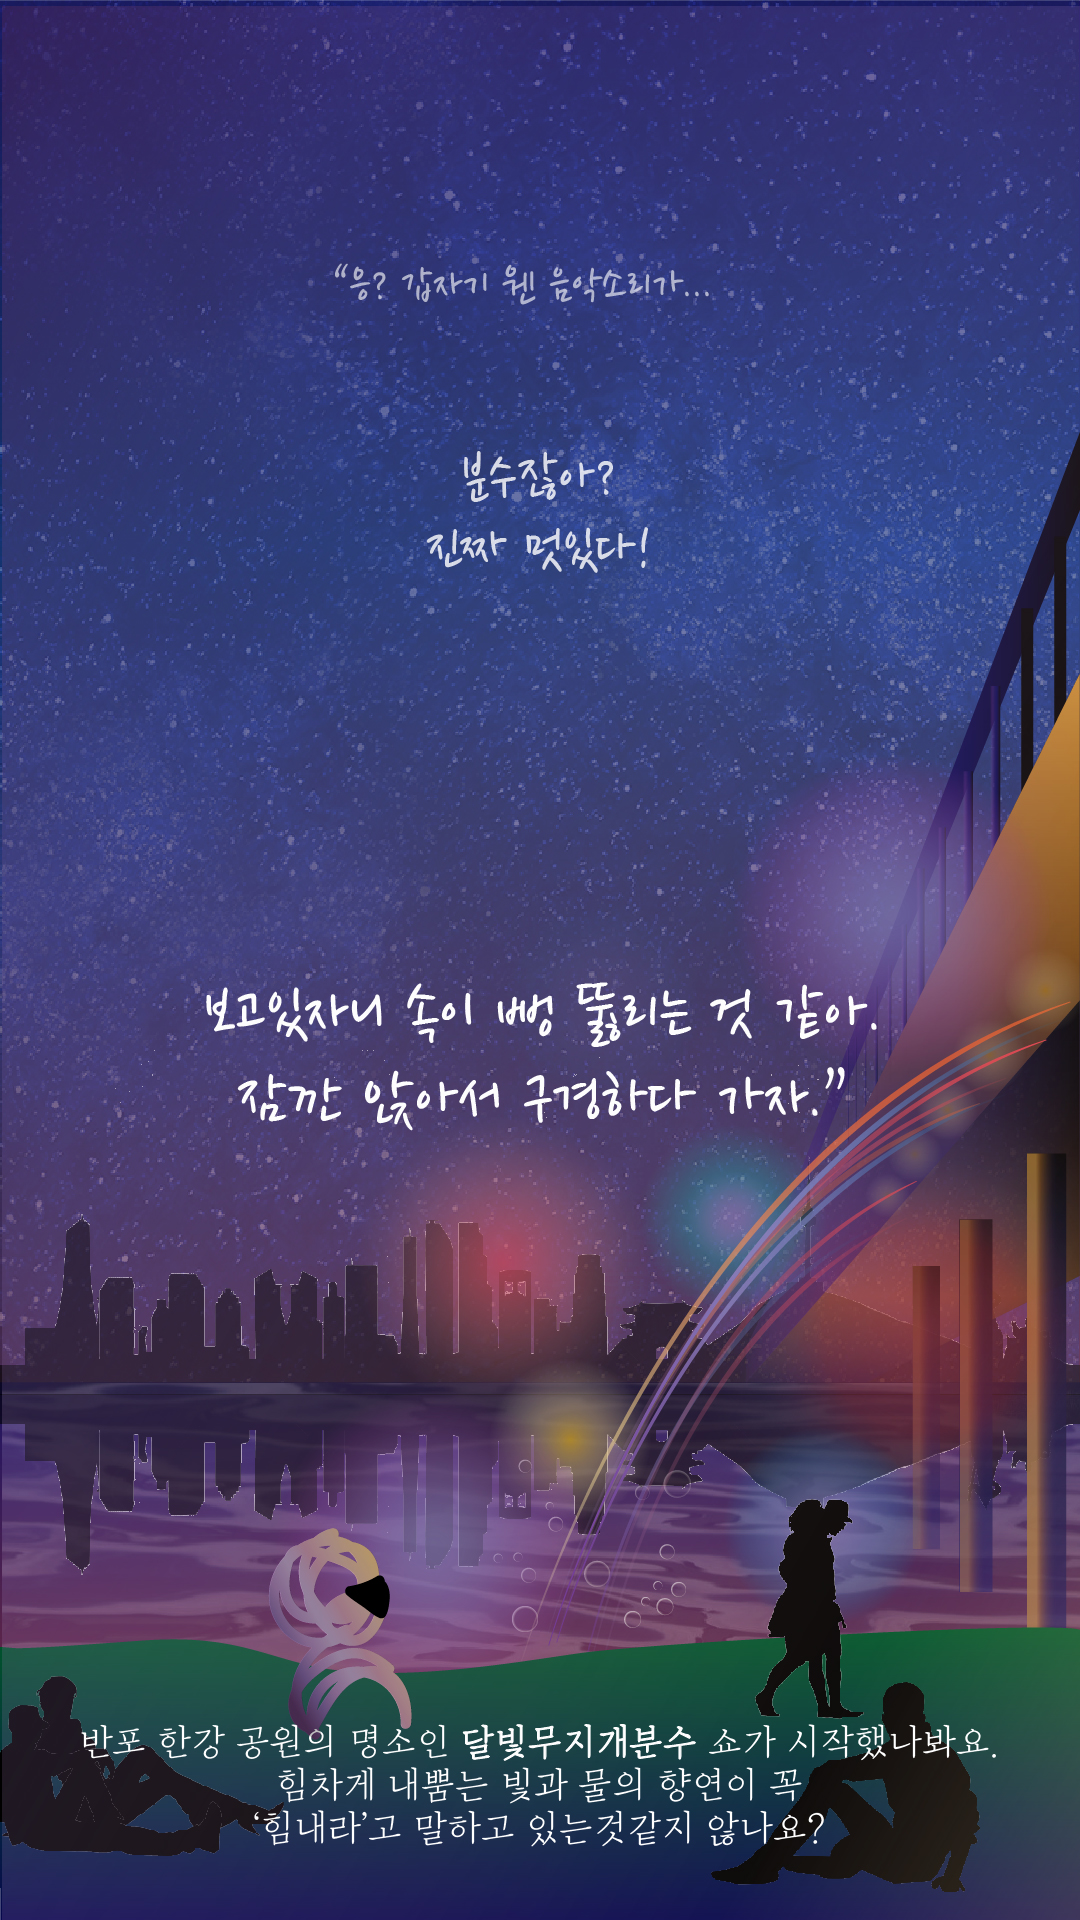 “응? 갑자기 웬 음악소리가...
분수잖아?
진짜 멋있다!
보고있자니 속이 뻥 뚫리는 것 같아.
잠깐 앉아서 구경하다 가자.”
반포 한강 공원의 명소인 달빛무지개분수 쇼가 시작했나봐요.
힘차게 내뿜는 빛과 물의 향연이 꼭
‘힘내라’고 말하고 있는것같지 않나요?